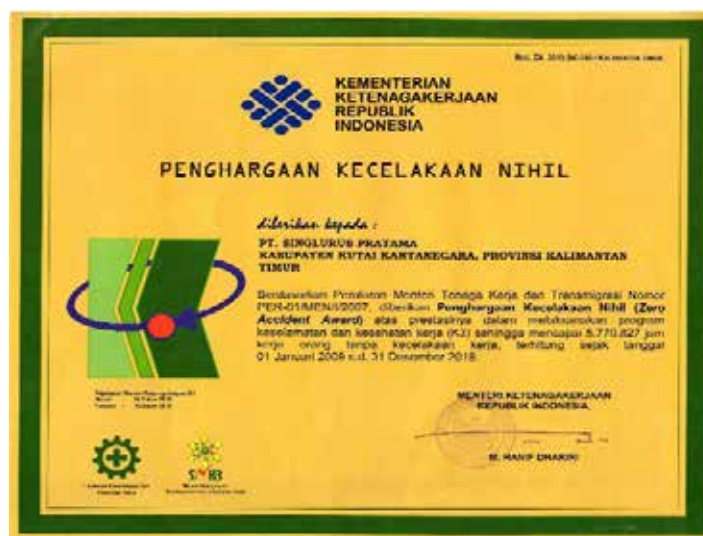 KEMENTERIAN
KETENAGAKERJAAN
REPUBLIK
INDONESIA
PENGHARGAAN KECELAKAAN NIHIL
diberikan kepada :
PT. SINGLURUS PRATAMA
KABUPATEN KUTAI KARTANEGARA, PROVINSI KALIMANTAN
TIMUR
Berdasarkan Peraturan Menteri Tenaga Kerja dan Transmigrasi Nomor
PER-01/MEN/I/2007, diberikan Penghargaan Kecelakaan Nihil (Zero
Accident Award) atas prestasinya dalam melaksanakan program
keselamatan dan kesehatan kerja (K3) sehingga mencapai 5.770.827 jam
kerja orang tanpa kecelakaan kerja, terhitung sejak tanggal
01 Januari 2009 s.d. 31 Desember 2018.
MENTERI KETENAGAKERJAAN
REPUBLIK INDONESIA,
M. HANIF DHAKIRI